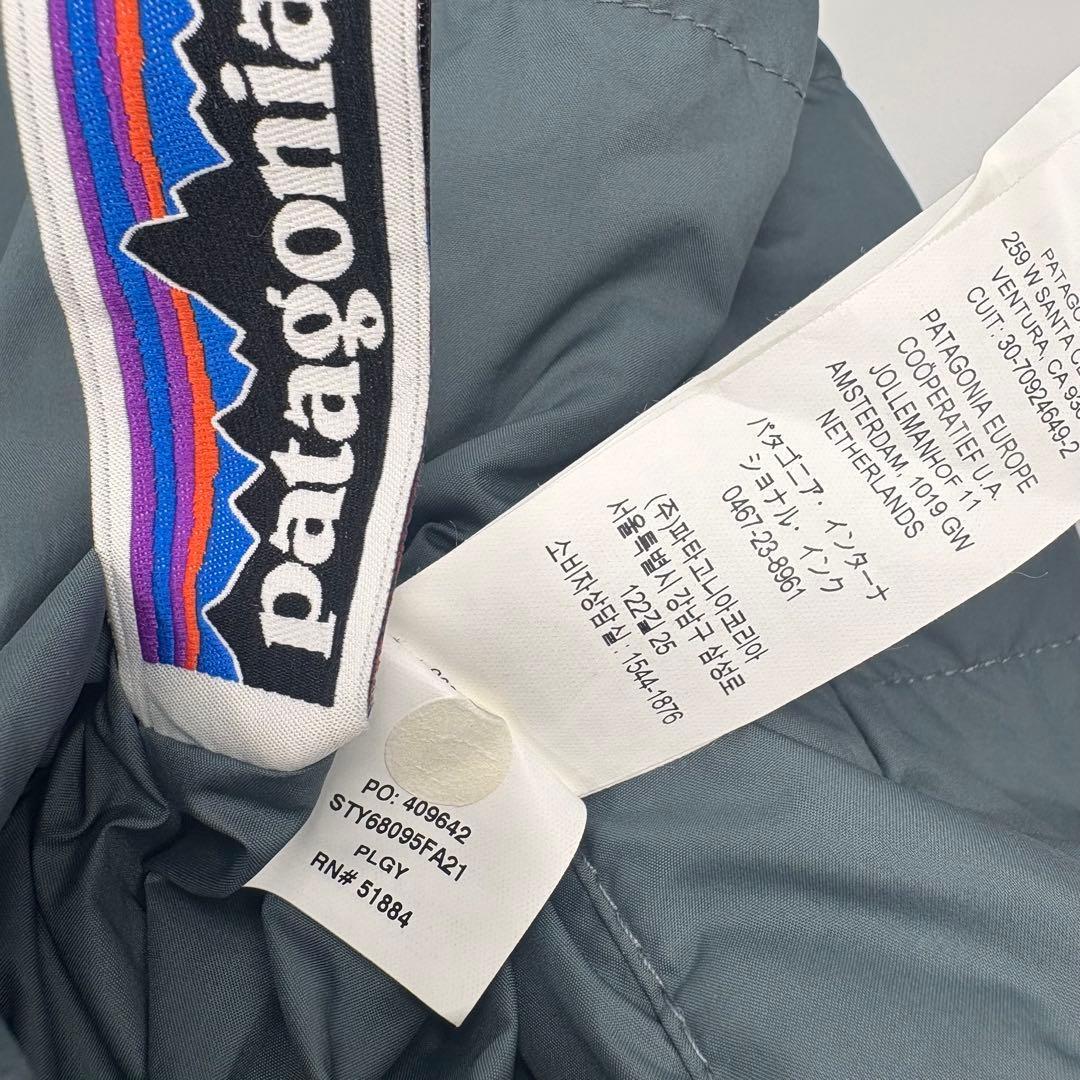 patagonia
259 W SANTA
VENTURA, CA
CUIT: 30-70924649-2
PATAGONIA EUROPE
COÖPERATIEF U.A.
JOLLEMANHOF 11
AMSTERDAM, 1019 GW
NETHERLANDS
パタゴニア・インターナ
ショナル・インク
0467-23-8961
(주)파타고니아코리아
서울특별시 강남구 삼성로
122길 25
소비자상담실 : 1544-1876
PO: 409642
STY68095FA21
PLGY
RN# 51884